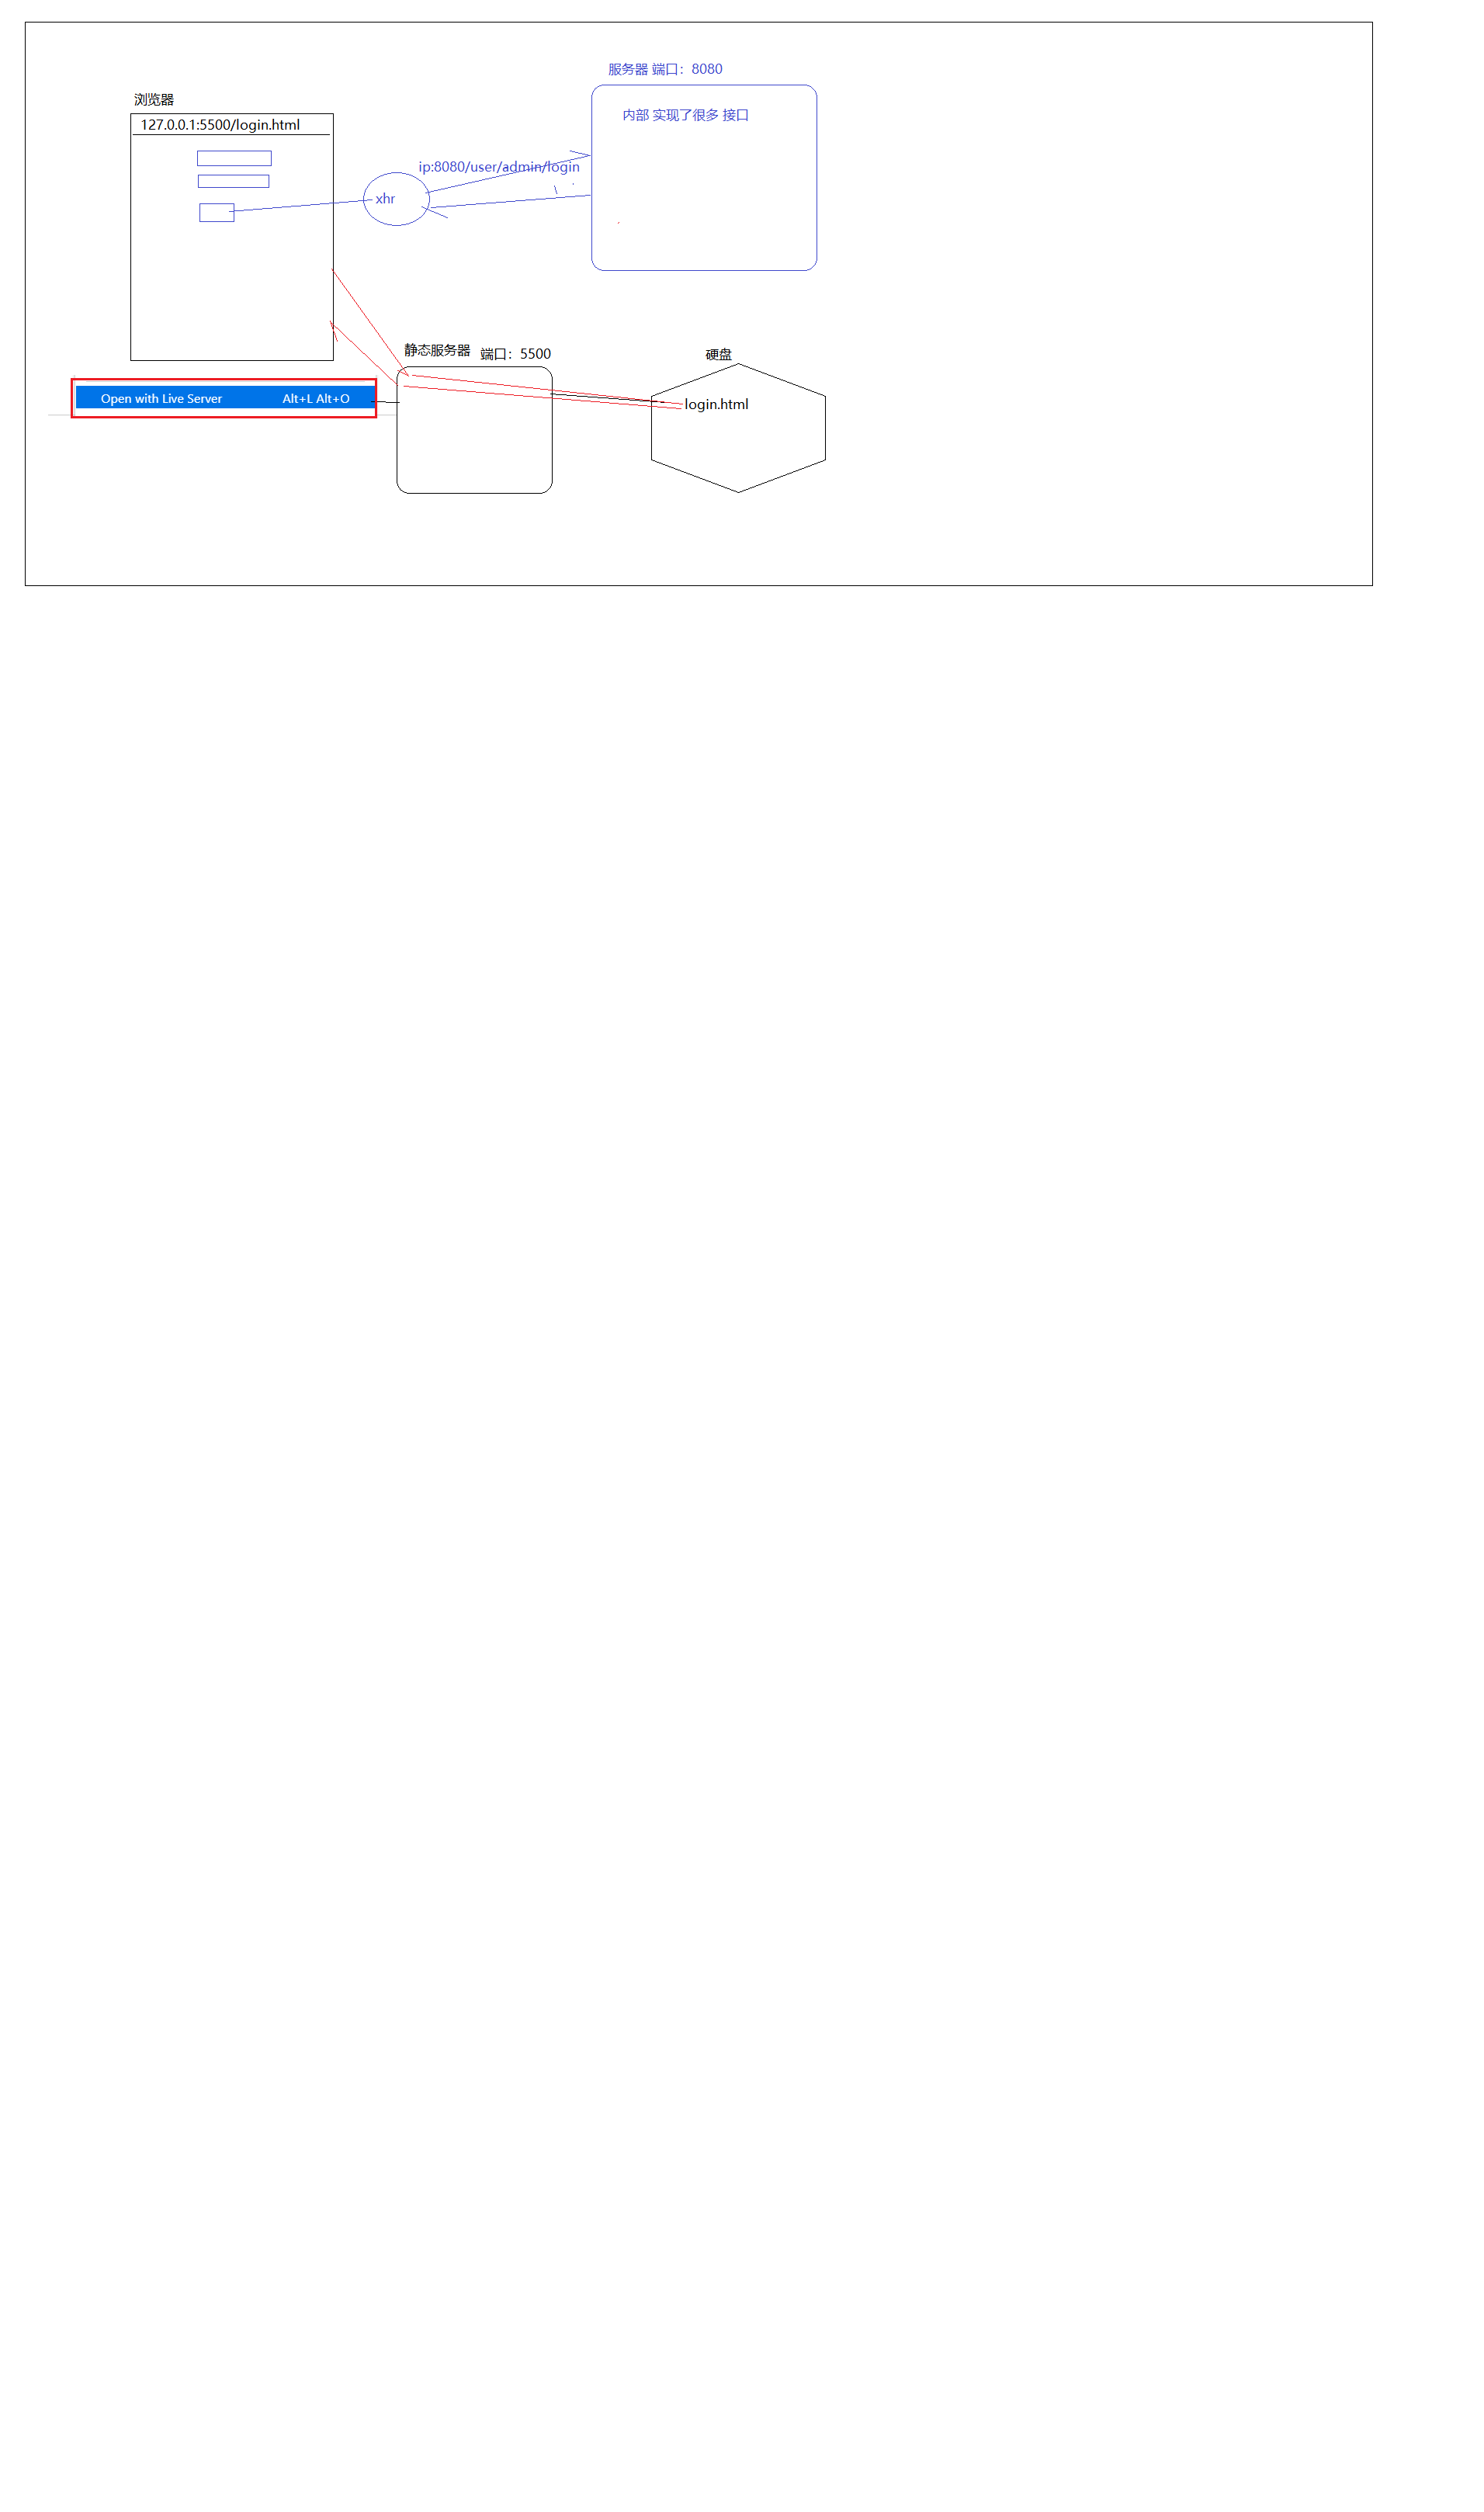 服务器 端口：8080
浏览器
内部 实现了很多 接口
127.0.0.1:5500/login.html
ip:8080/user/admin/login
xhr
静态服务器 端口：5500
硬盘
Open with Live Server Alt+L Alt+O
login.html